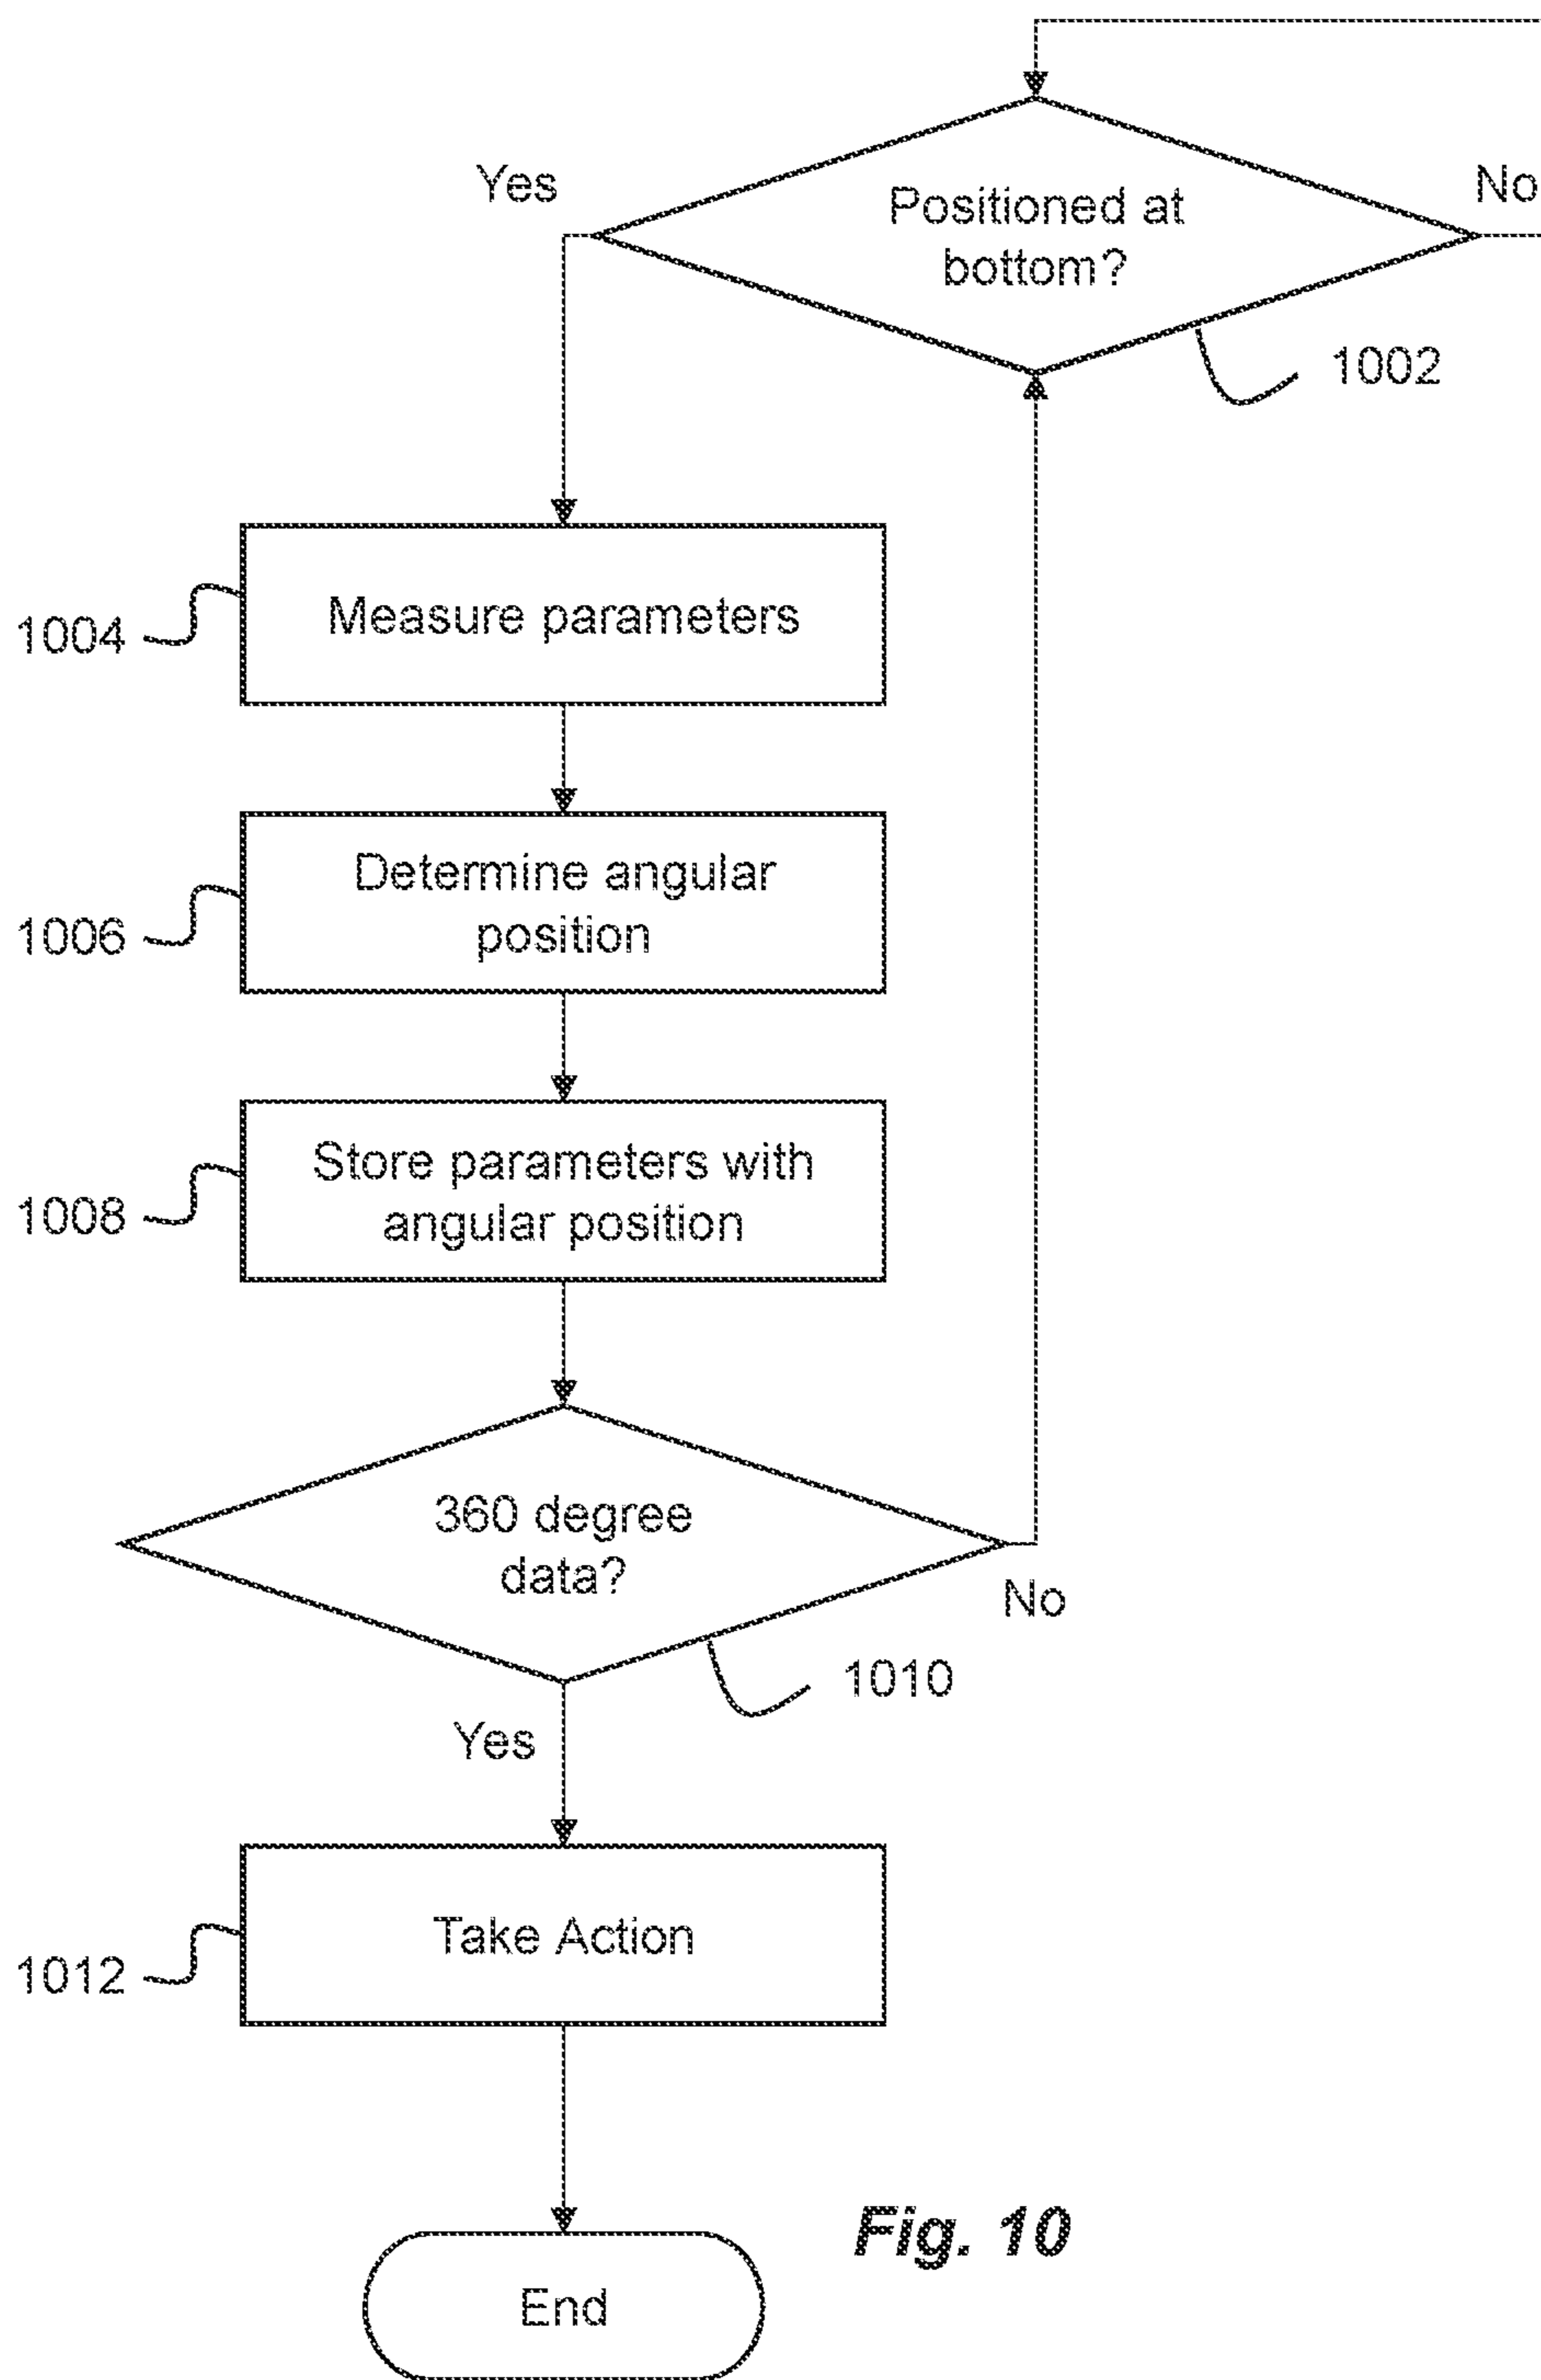 Yes
No
Positioned at
bottom?
1002
Measure parameters
1004
Determine angular
position
1006
Store parameters with
angular position
1008
360 degree
data?
No
1010
Yes
Take Action
1012
Fig. 10
End